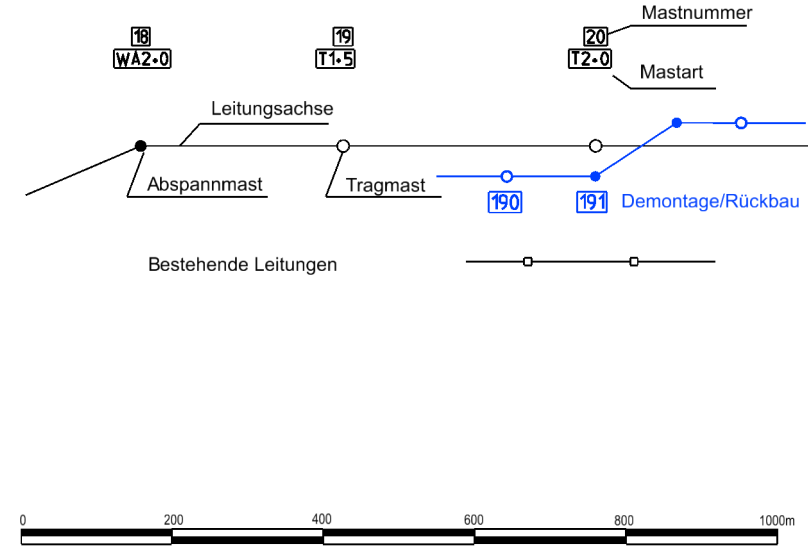 Mastnummer
18
19
20
WA2•0
T1•5
T2•0
Mastart
Leitungsachse
Abspannmast
Tragmast
190
191
Demontage/Rückbau
Bestehende Leitungen
0 200 400 600 800 1000m